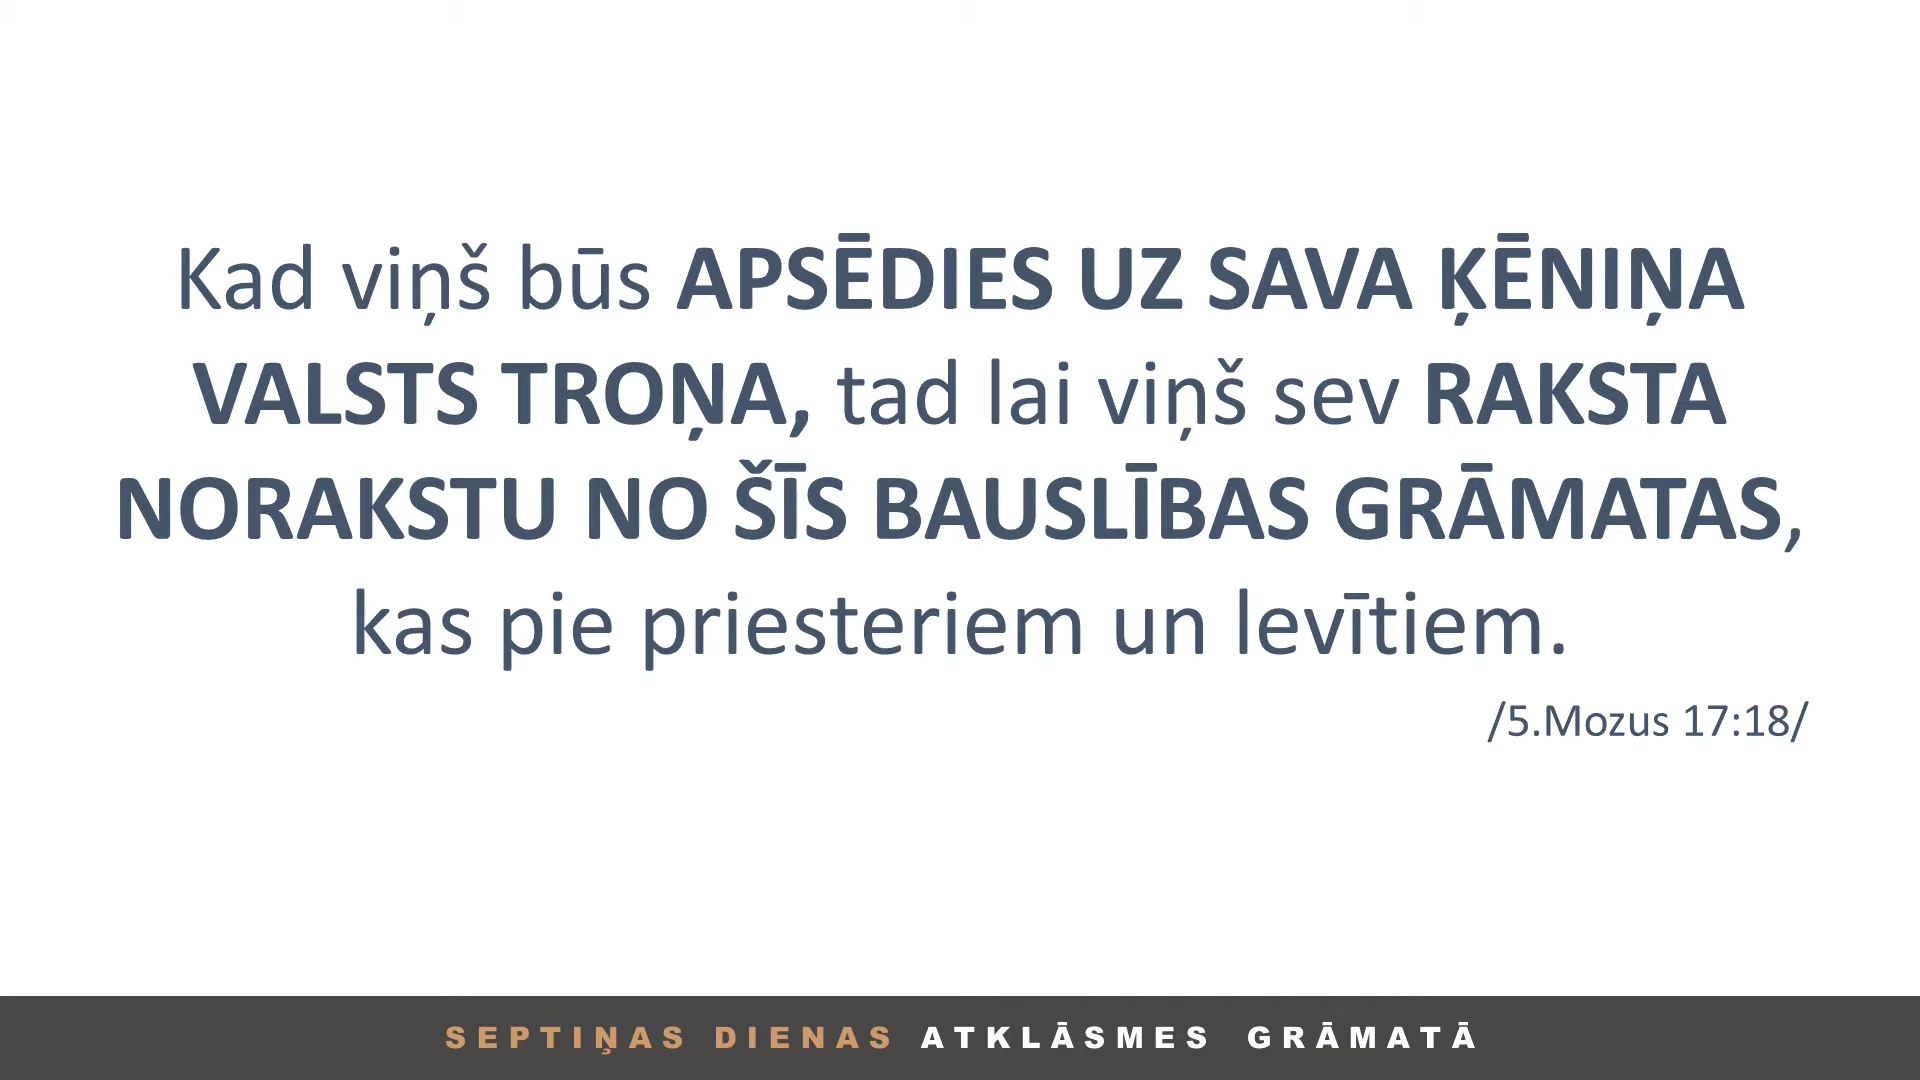 Kad viņš būs APSĒDIES UZ SAVA ĶĒNIŅA
VALSTS TROŅA, tad lai viņš sev RAKSTA
NORAKSTU NO ŠĪS BAUSLĪBAS GRĀMATAS,
kas pie priesteriem un levītiem.
/5.Mozus 17:18/
SEPTIŅAS DIENAS ATKLĀSMES GRĀMATĀ